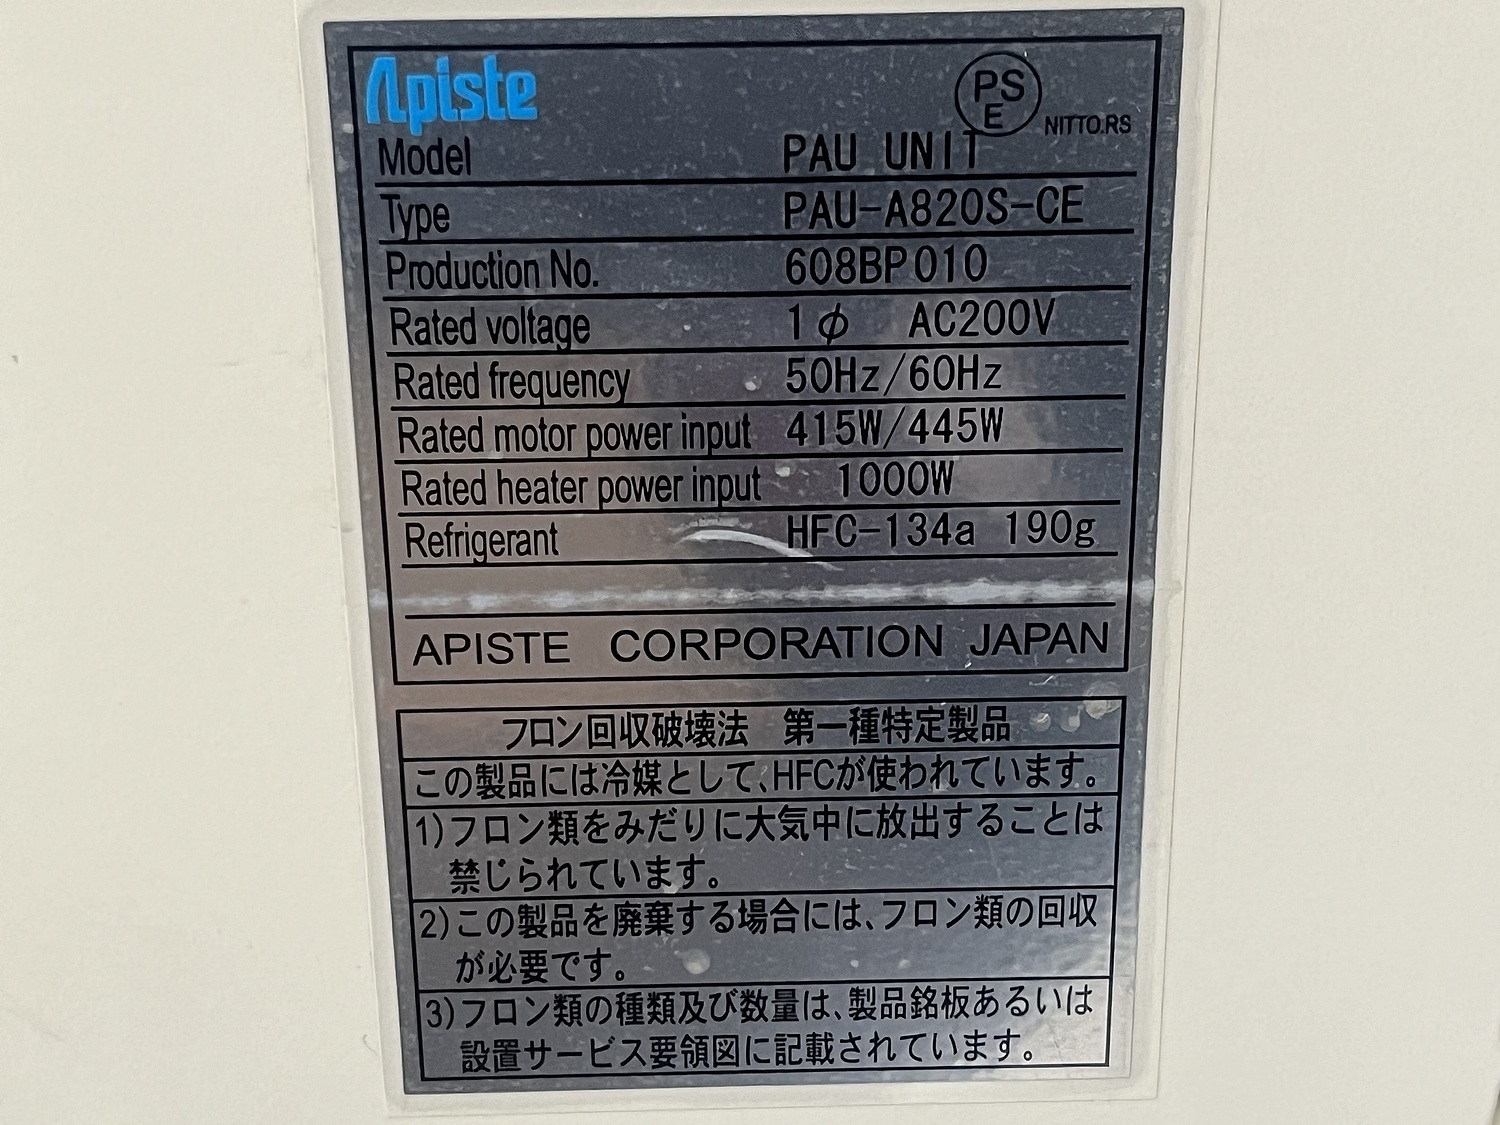 Apiste
PS
E
NITTO.RS
Model PAU UNIT
Type PAU-A820S-CE
Production No. 608BP010
Rated voltage 1φ AC200V
Rated frequency 50Hz/60Hz
Rated motor power input 415W/445W
Rated heater power input 1000W
Refrigerant HFC-134a 190g
APISTE CORPORATION JAPAN
フロン回収破壊法 第一種特定製品
この製品には冷媒として、HFCが使われています。
1)フロン類をみだりに大気中に放出することは
禁じられています。
2)この製品を廃棄する場合には、フロン類の回収
が必要です。
3)フロン類の種類及び数量は、製品銘板あるいは
設置サービス要領図に記載されています。